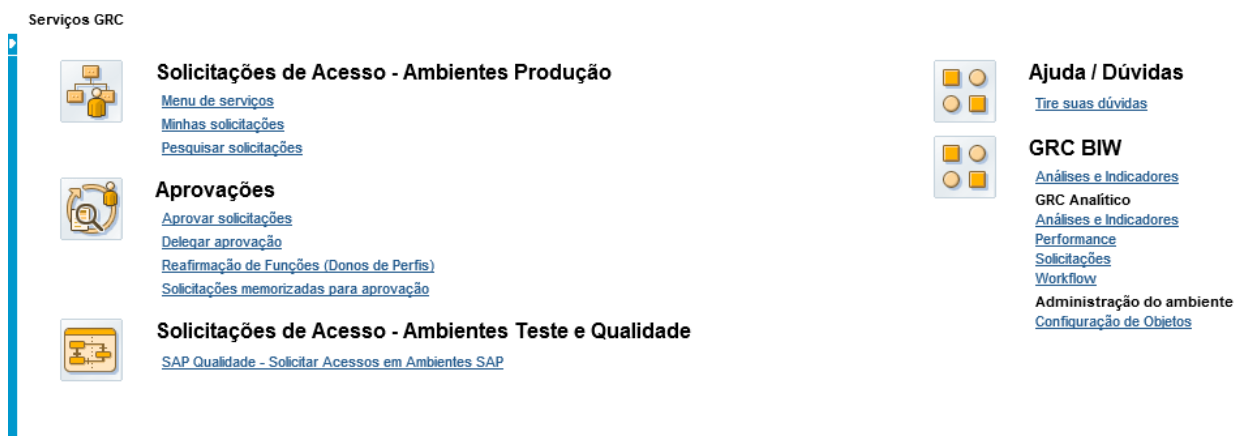 Serviços GRC
Solicitações de Acesso - Ambientes Produção
Menu de serviços
Minhas solicitações
Pesquisar solicitações
Aprovações
Aprovar solicitações
Delegar aprovação
Reafirmação de Funções (Donos de Perfis)
Solicitações memorizadas para aprovação
Solicitações de Acesso - Ambientes Teste e Qualidade
SAP Qualidade - Solicitar Acessos em Ambientes SAP
Ajuda / Dúvidas
Tire suas dúvidas
GRC BIW
Análises e Indicadores
GRC Analítico
Análises e Indicadores
Performance
Solicitações
Workflow
Administração do ambiente
Configuração de Objetos